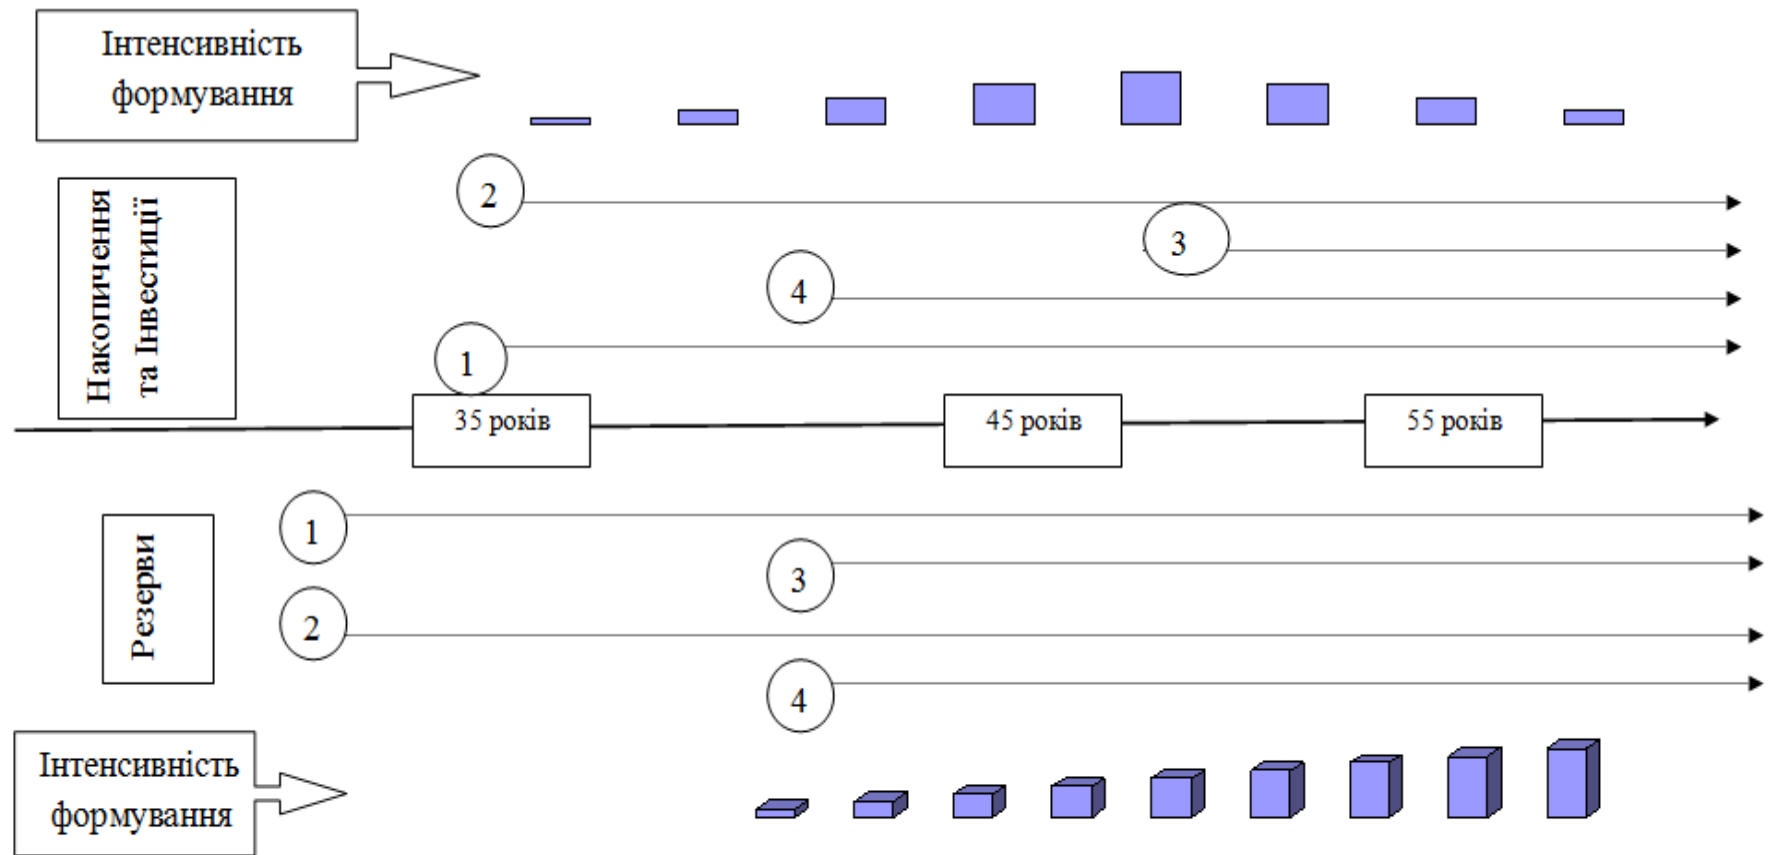 Інтенсивність
формування
Накопичення
та Інвестиції
2
3
4
1
35 років
45 років
55 років
Резерви
1
3
2
4
Інтенсивність
формування